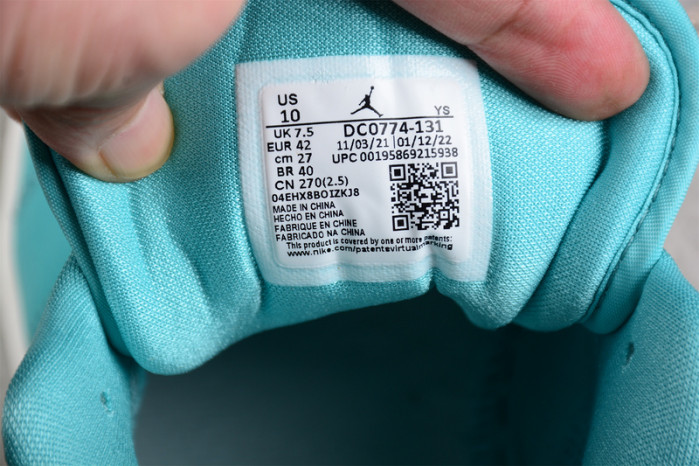 US
10
YS
UK 7.5 DC0774-131
EUR 42 11/03/21 01/12/22
cm 27 UPC 00195869215938
BR 40
CN 270(2.5)
04EHX8BOIZKJ8
MADE IN CHINA
HECHO EN CHINA
FABRIQUE EN CHINE
FABRICADO NA CHINA
This product is covered by one or more patents:
www.nike.com/patentsvirtualmarking